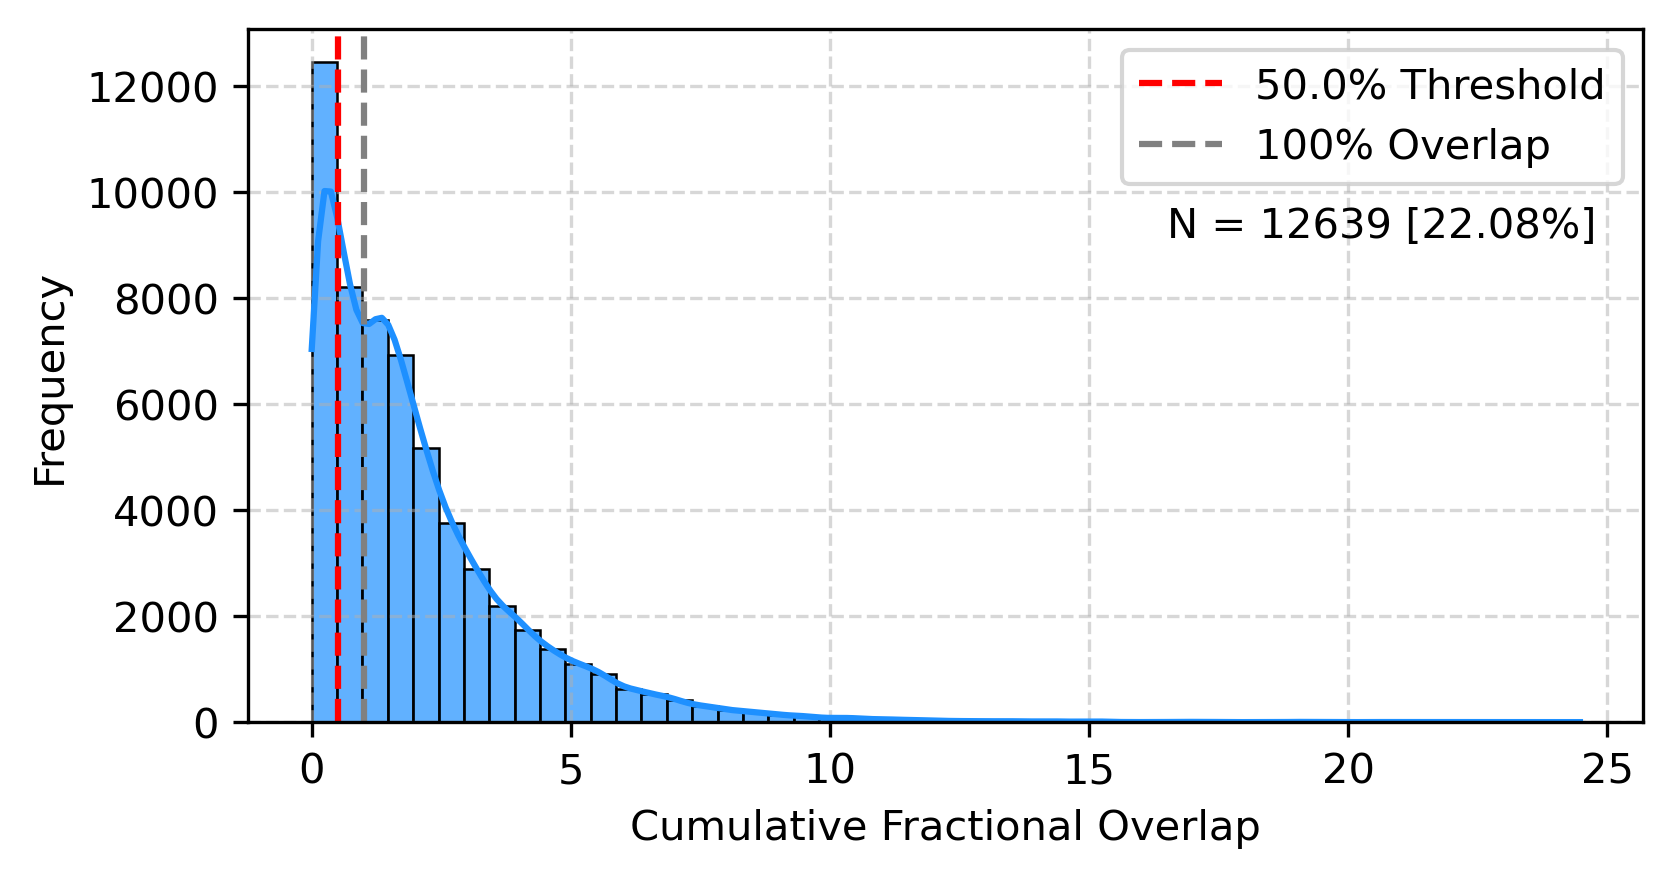 12000
10000
8000
6000
4000
2000
0
Frequency
50.0% Threshold
100% Overlap
N = 12639 [22.08%]
0 5 10 15 20 25
Cumulative Fractional Overlap